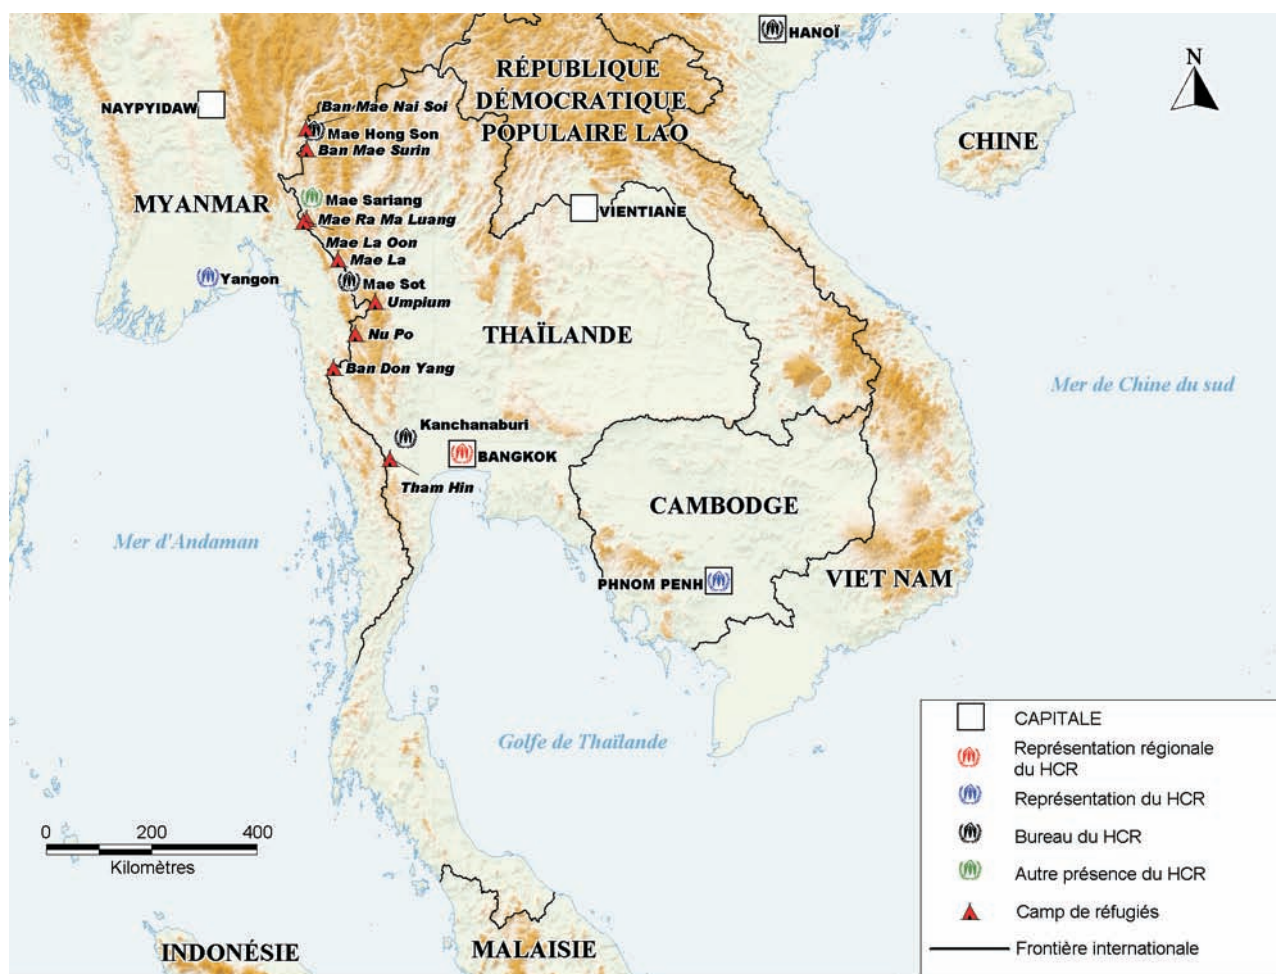 HANOÏ
N
RÉPUBLIQUE
DÉMOCRATIQUE
POPULAIRE LAO
NAYPYIDAW
Ban Mae Nai Soi
Mae Hong Son
Ban Mae Surin
CHINE
MYANMAR
Mae Sariang
Mae Ra Ma Luang
VIENTIANE
Mae La Oon
Mae La
Yangon
Mae Sot
Umpium
THAÏLANDE
Nu Po
Ban Don Yang
Mer de Chine du sud
Kanchanaburi
BANGKOK
Tham Hin
CAMBODGE
Mer d'Andaman
PHNOM PENH
VIET NAM
Golfe de Thaïlande
CAPITALE
Représentation régionale
du HCR
Représentation du HCR
Bureau du HCR
Autre présence du HCR
Camp de réfugiés
Frontière internationale
0 200 400
Kilomètres
INDONÉSIE
MALAISIE